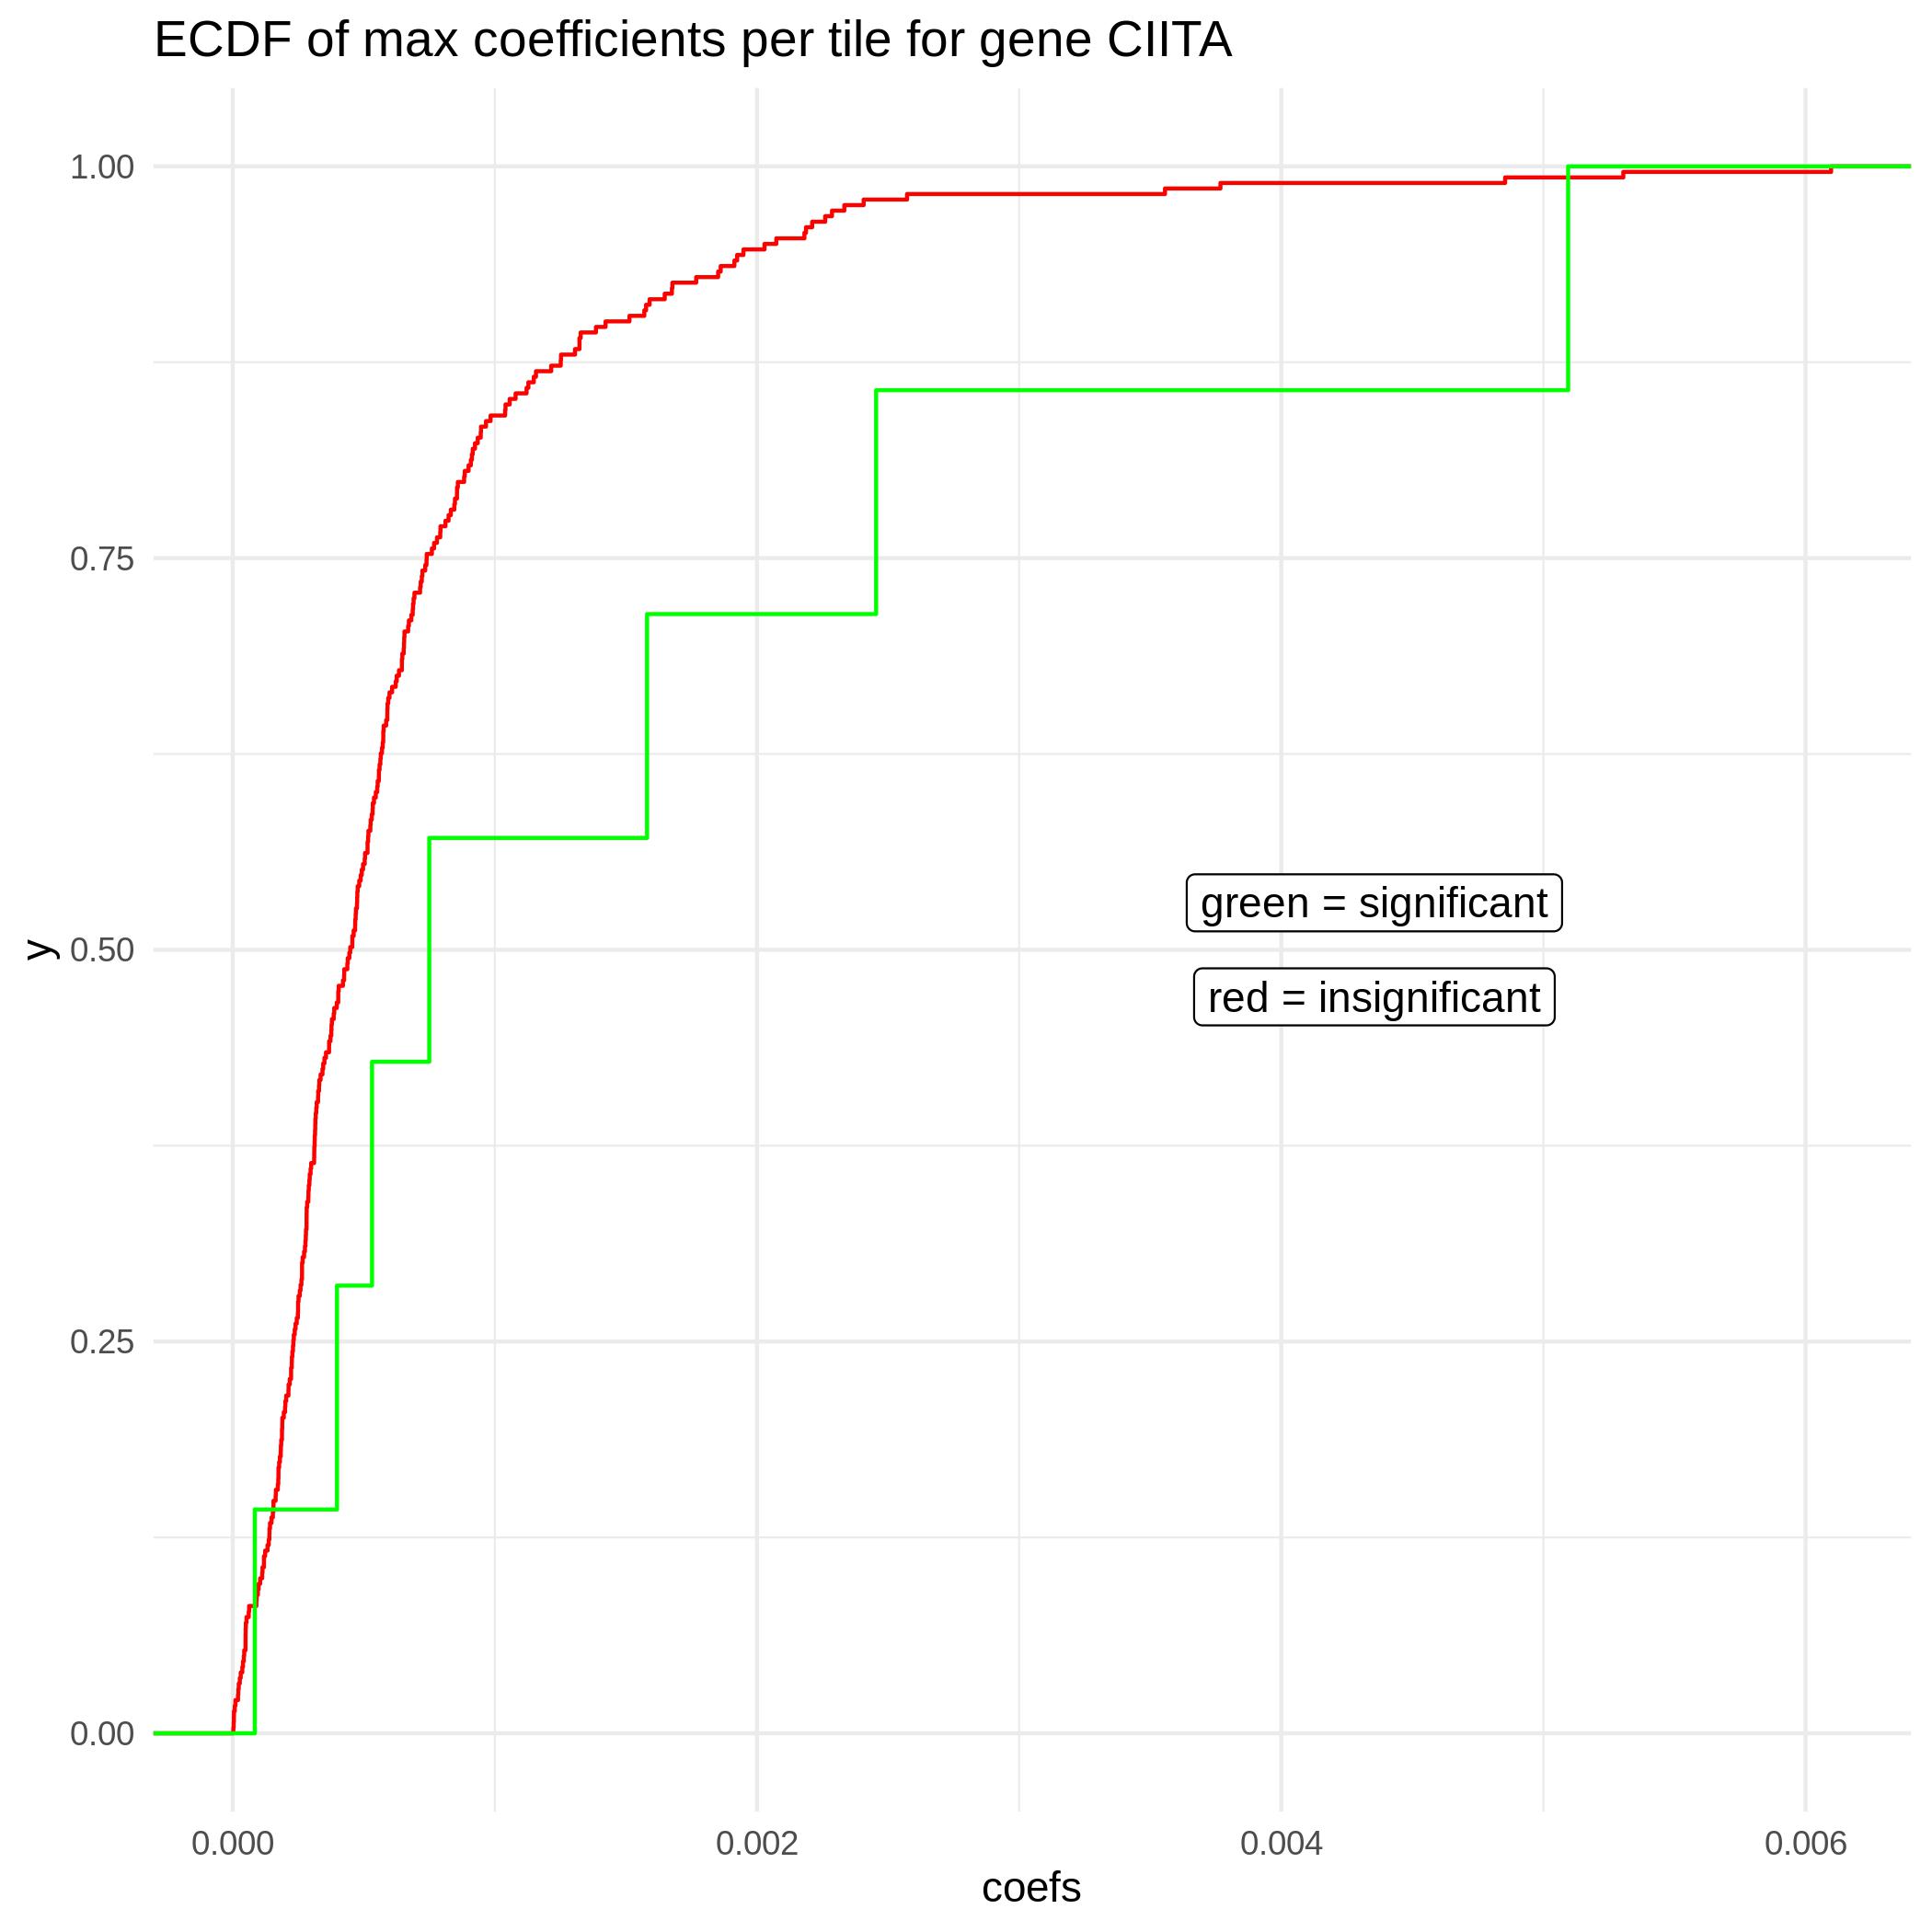 ECDF of max coefficients per tile for gene CIITA
1.00
0.75
0.50
0.25
0.00
y
green = significant
red = insignificant
0.000 0.002 0.004 0.006
coefs